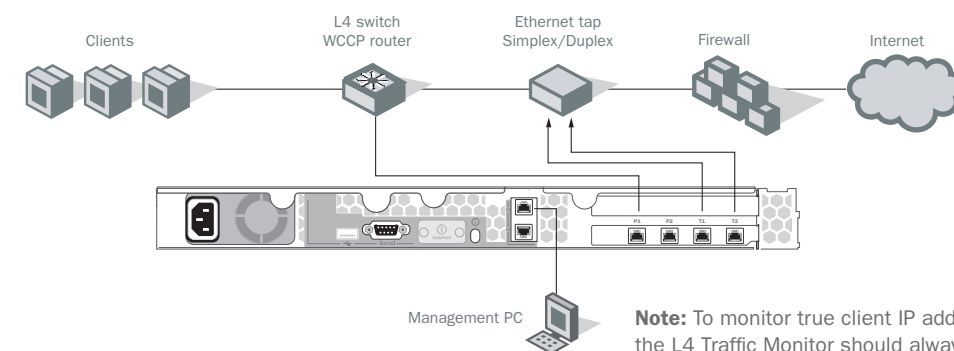 Clients
L4 switch
WCCP router
Ethernet tap
Simplex/Duplex
Firewall
Internet
P1
P2
T1
T2
Serial
Management PC
Note: To monitor true client IP add
the L4 Traffic Monitor should alway